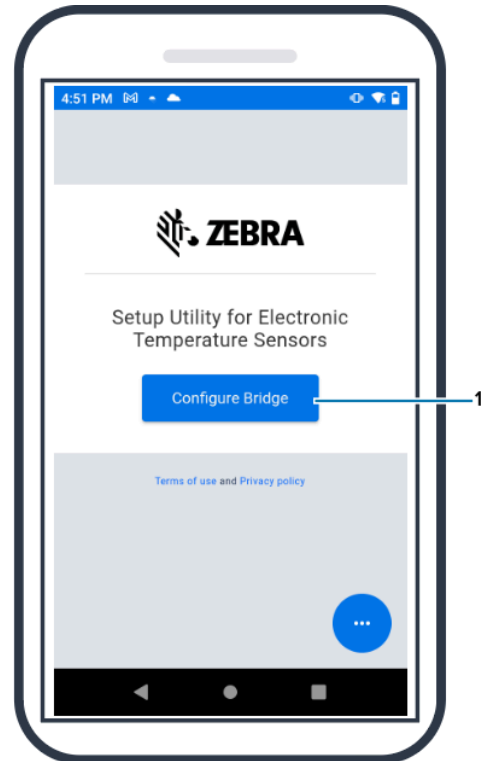 4:51 PM
ZEBRA
Setup Utility for Electronic
Temperature Sensors
Configure Bridge
1
Terms of use and Privacy policy